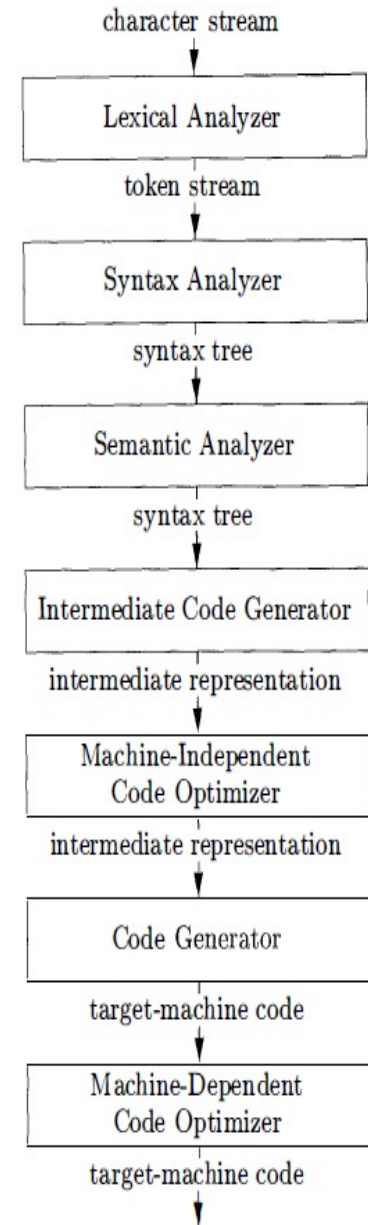 character stream
Lexical Analyzer
token stream
Syntax Analyzer
syntax tree
Semantic Analyzer
syntax tree
Intermediate Code Generator
intermediate representation
Machine-Independent
Code Optimizer
intermediate representation
Code Generator
target-machine code
Machine-Dependent
Code Optimizer
target-machine code